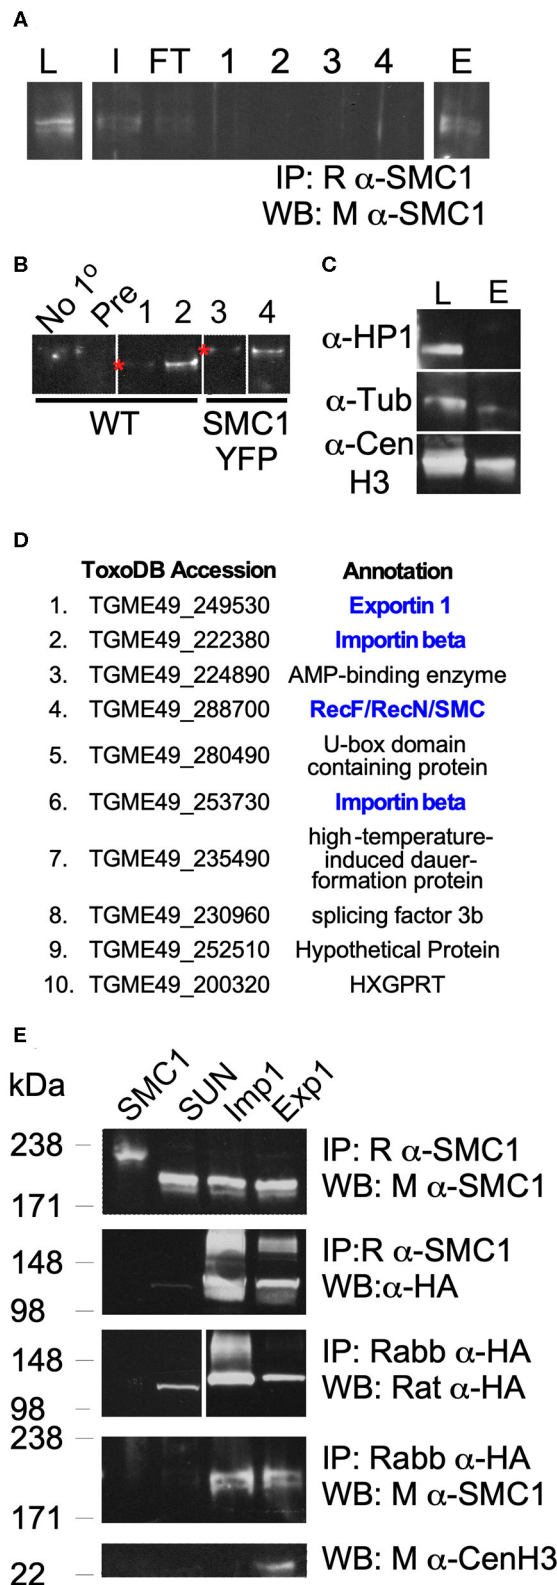 A
L I FT 1 2 3 4 E
IP: R α-SMC1
WB: M α-SMC1
B
No 1° Pre 1 2 3 4
* *
WT SMC1
YFP
C
L E
α-HP1
α-Tub
α-Cen
H3
D
ToxoDB Accession Annotation
1. TGME49_249530 Exportin 1
2. TGME49_222380 Importin beta
3. TGME49_224890 AMP-binding enzyme
4. TGME49_288700 RecF/RecN/SMC
5. TGME49_280490 U-box domain
containing protein
6. TGME49_253730 Importin beta
7. TGME49_235490 high-temperature-
induced dauer-
formation protein
8. TGME49_230960 splicing factor 3b
9. TGME49_252510 Hypothetical Protein
10. TGME49_200320 HXGPRT
E
kDa SMC1 SUN Imp1 Exp1
238 IP: R α-SMC1
171 WB: M α-SMC1
148 IP:R α-SMC1
98 WB:α-HA
148 IP: Rabb α-HA
98 WB: Rat α-HA
238 IP: Rabb α-HA
171 WB: M α-SMC1
22 WB: M α-CenH3